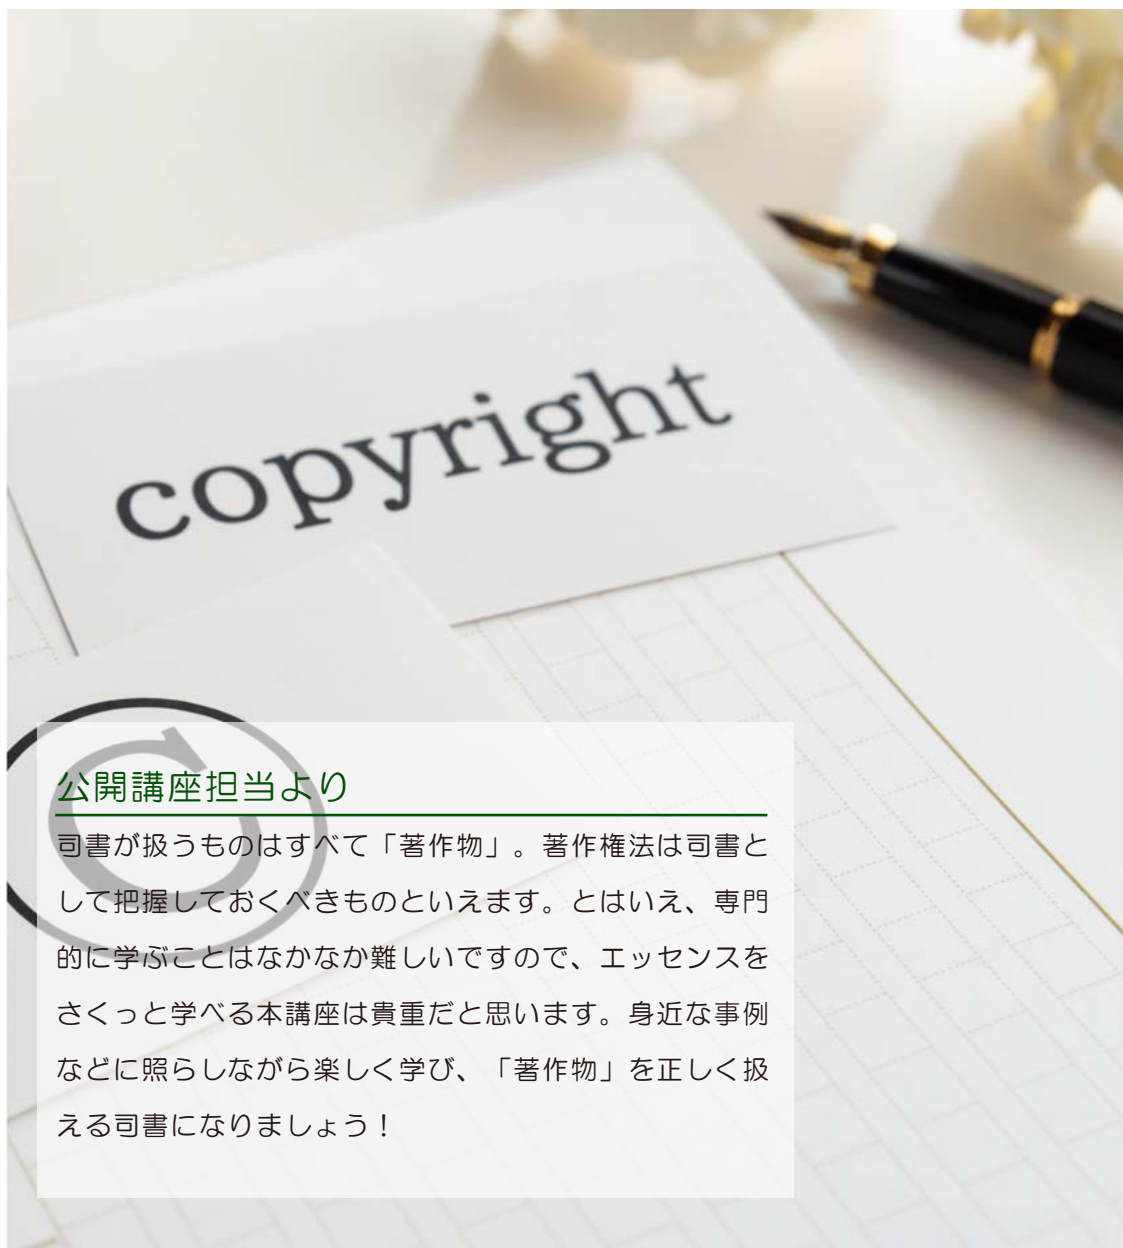 copyright
©
公開講座担当より
司書が扱うものはすべて「著作物」。著作権法は司書と
して把握しておくべきものといえます。とはいえ、専門
的に学ぶことはなかなか難しいですので、エッセンスを
さくっと学べる本講座は貴重だと思います。身近な事例
などに照らしながら楽しく学び、「著作物」を正しく扱
える司書になりましょう！